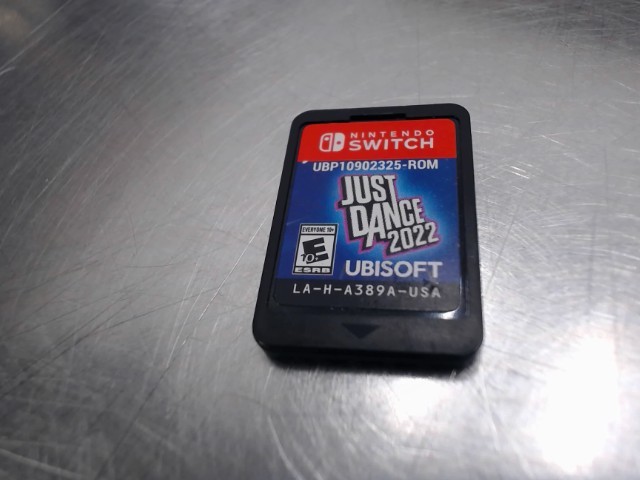 NINTENDO
SWITCH
UBP10902325-ROM
JUST
DANCE
2022
EVERYONE 10+
E
10+
ESRB
UBISOFT
LA-H-A389A-USA